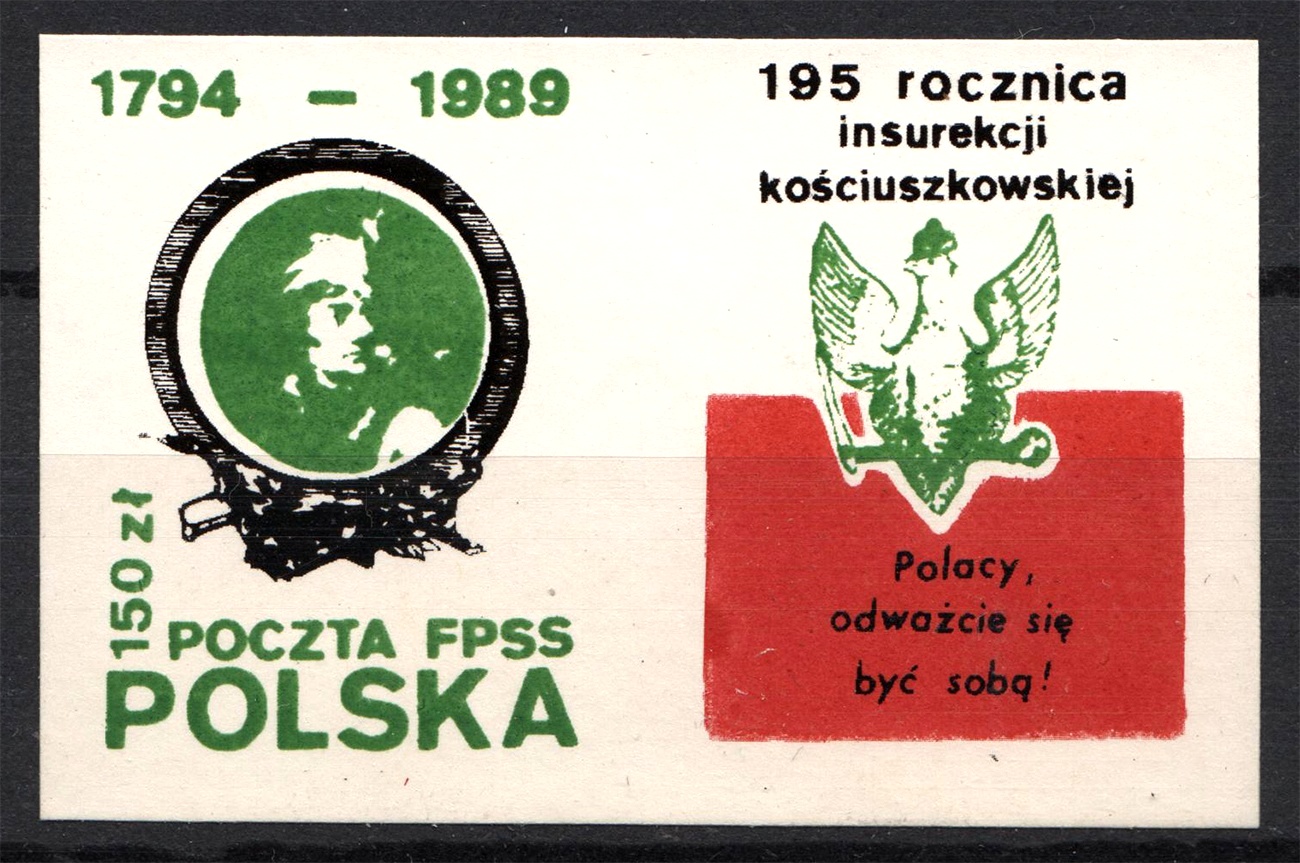 1794 – 1989
150 zł
POCZTA FPSS
POLSKA
195 rocznica
insurekcji
kościuszkowskiej
Polacy,
odważcie się
być sobą!